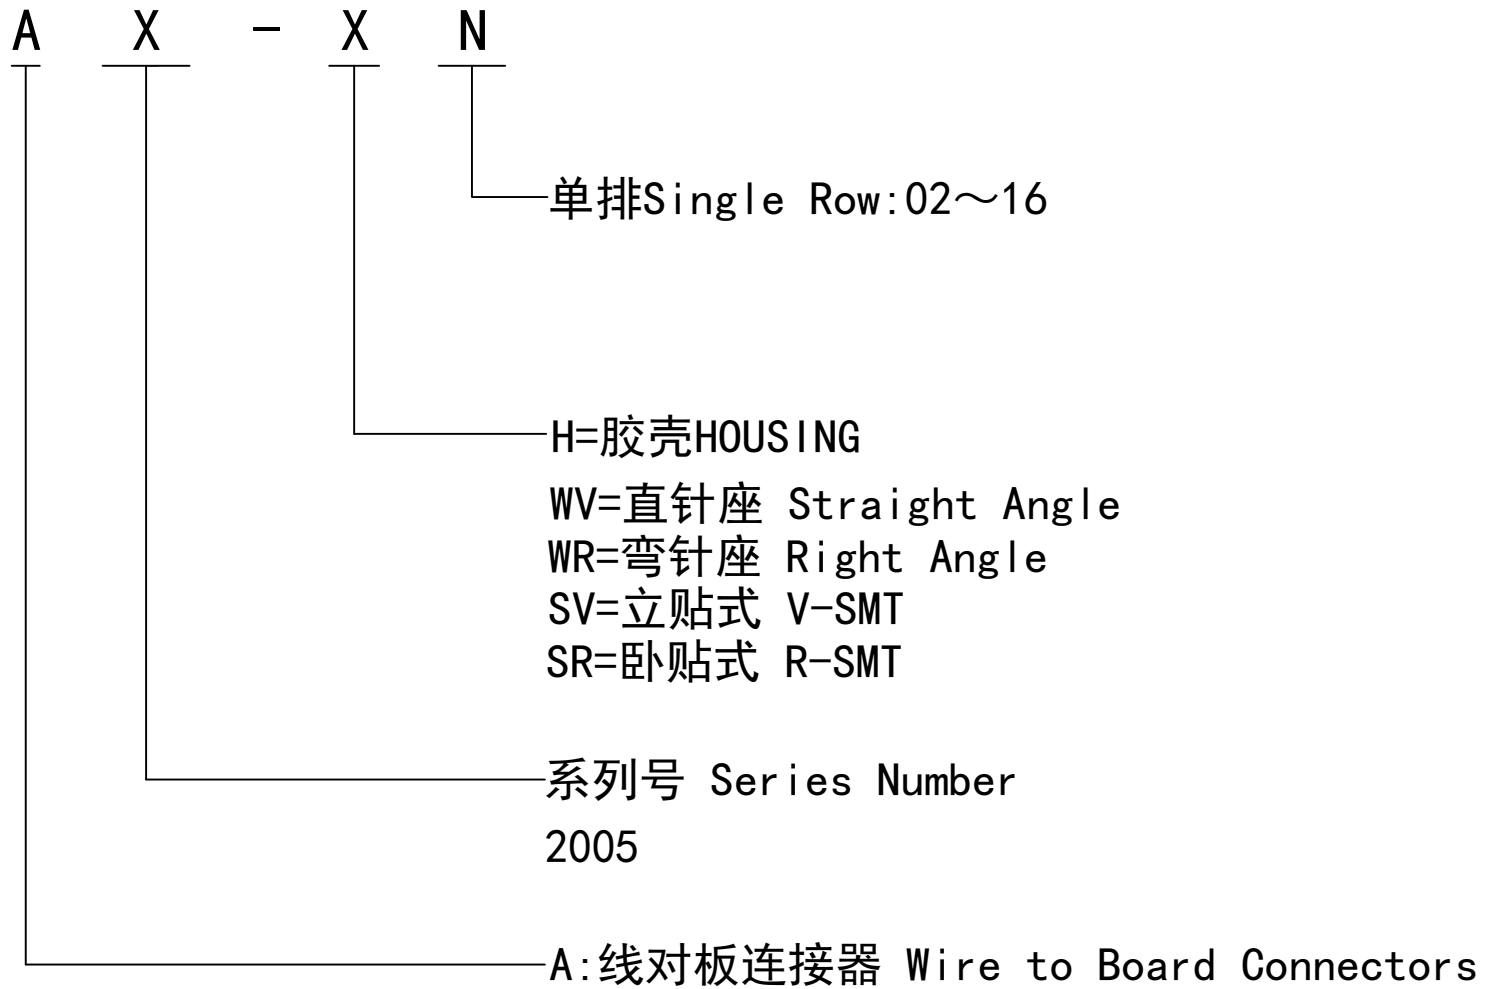 A X - X N
单排Single Row:02～16
H=胶壳HOUSING
WV=直针座 Straight Angle
WR=弯针座 Right Angle
SV=立贴式 V-SMT
SR=卧贴式 R-SMT
系列号 Series Number
2005
A:线对板连接器 Wire to Board Connectors